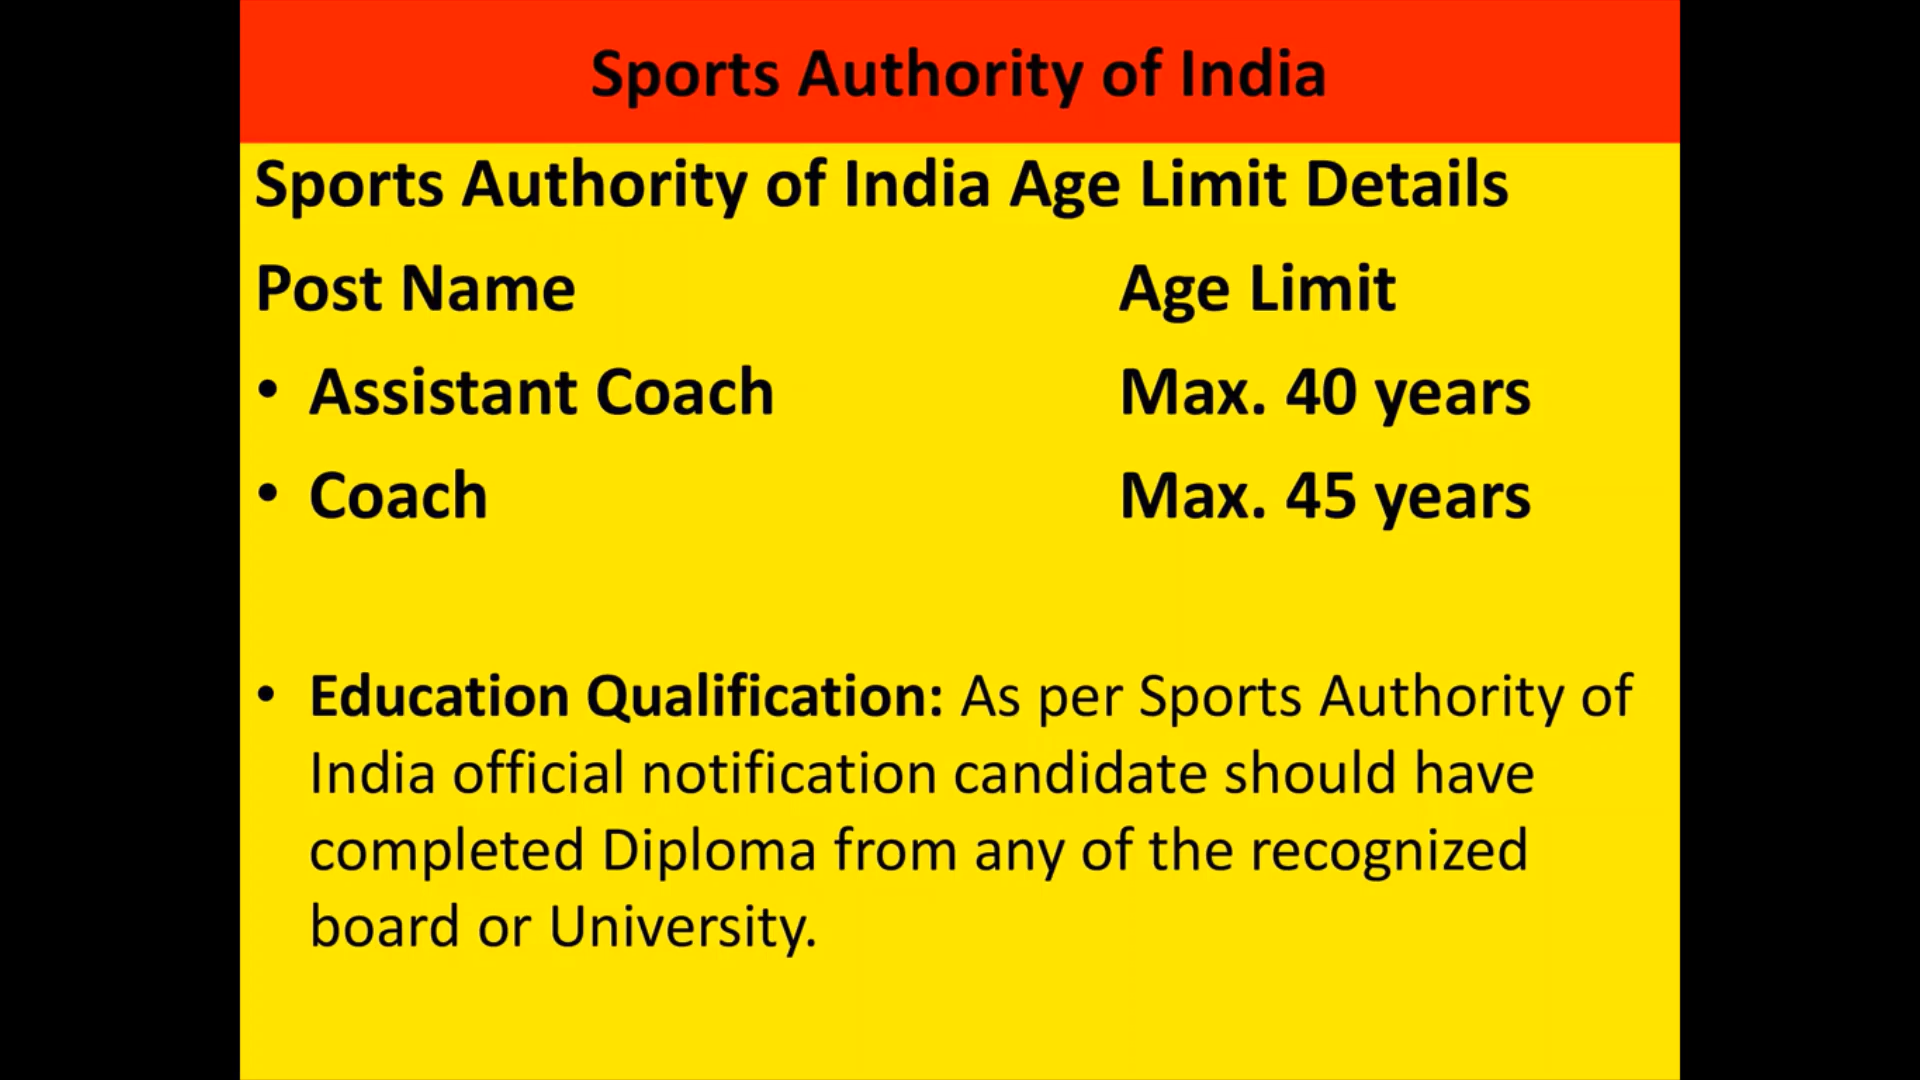 Sports Authority of India
Sports Authority of India Age Limit Details
Post Name Age Limit
• Assistant Coach Max. 40 years
• Coach Max. 45 years
• Education Qualification: As per Sports Authority of
India official notification candidate should have
completed Diploma from any of the recognized
board or University.